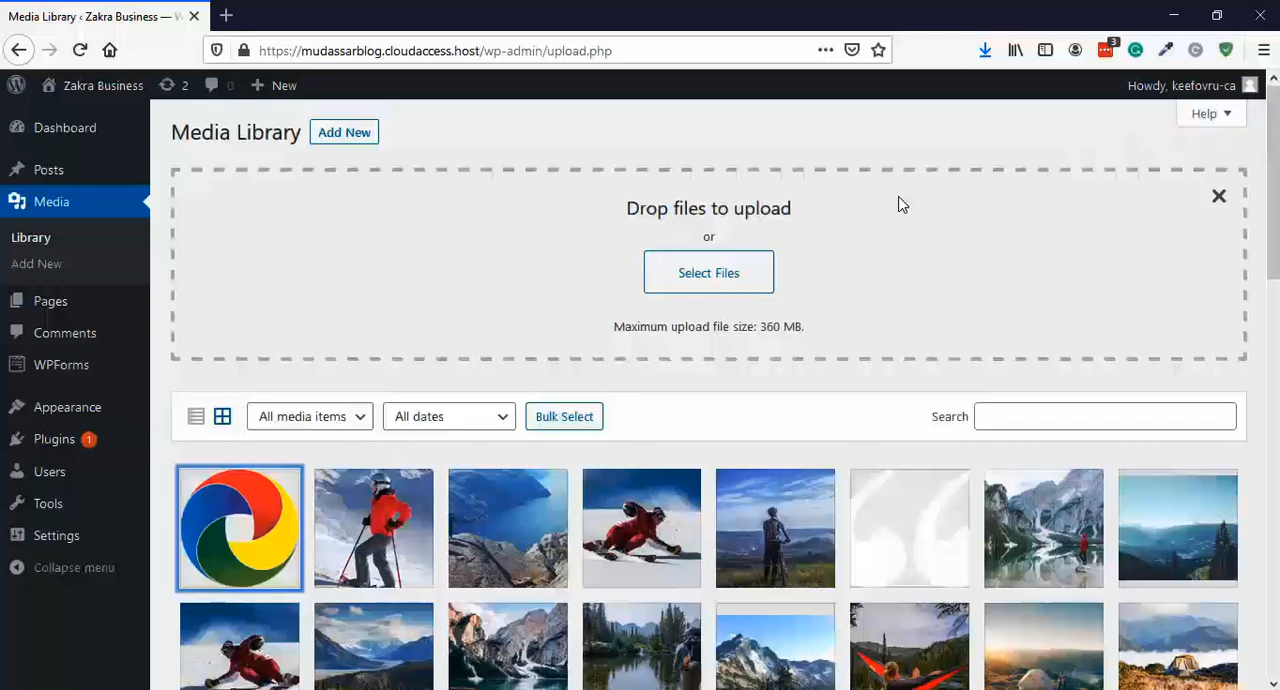 Media Library ‹ Zakra Business —
https://mudassarblog.cloudaccess.host/wp-admin/upload.php
3
Zakra Business
2
0
New
Howdy, keefovru-ca
Dashboard
Posts
Media
Library
Add New
Pages
Comments
WPForms
Appearance
Plugins 1
Users
Tools
Settings
Collapse menu
Media Library
Add New
Help
Drop files to upload
or
Select Files
Maximum upload file size: 360 MB.
All media items
All dates
Bulk Select
Search